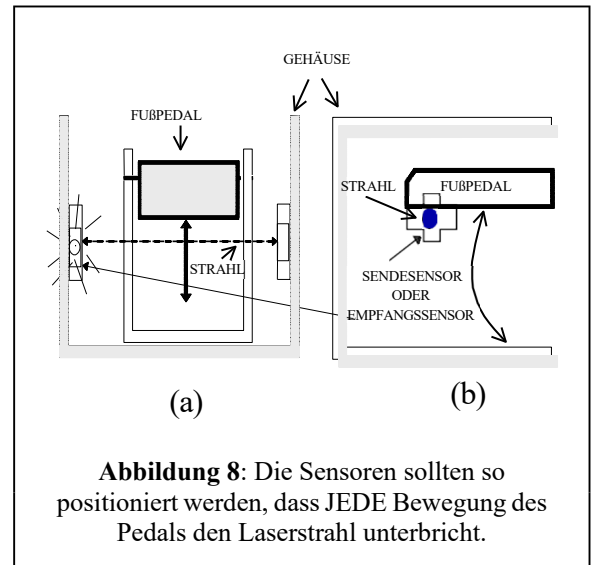 GEHÄUSE
FUßPEDAL
STRAHL
(a)
STRAHL
FUßPEDAL
SENDESENSOR
ODER
EMPFANGSSENSOR
(b)
Abbildung 8: Die Sensoren sollten so
positioniert werden, dass JEDE Bewegung des
Pedals den Laserstrahl unterbricht.